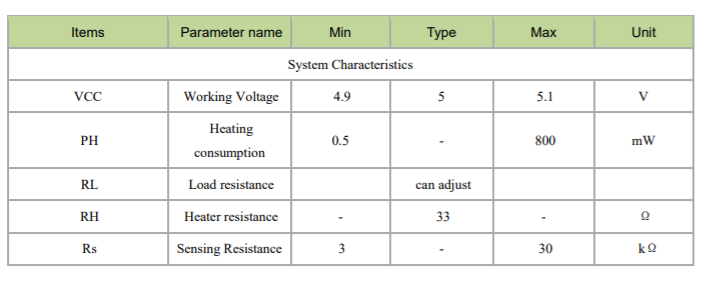 Items Parameter name Min Type Max Unit
System Characteristics
VCC Working Voltage 4.9 5 5.1 V
PH Heating consumption 0.5 - 800 mW
RL Load resistance can adjust
RH Heater resistance - 33 - Ω
Rs Sensing Resistance 3 - 30 kΩ